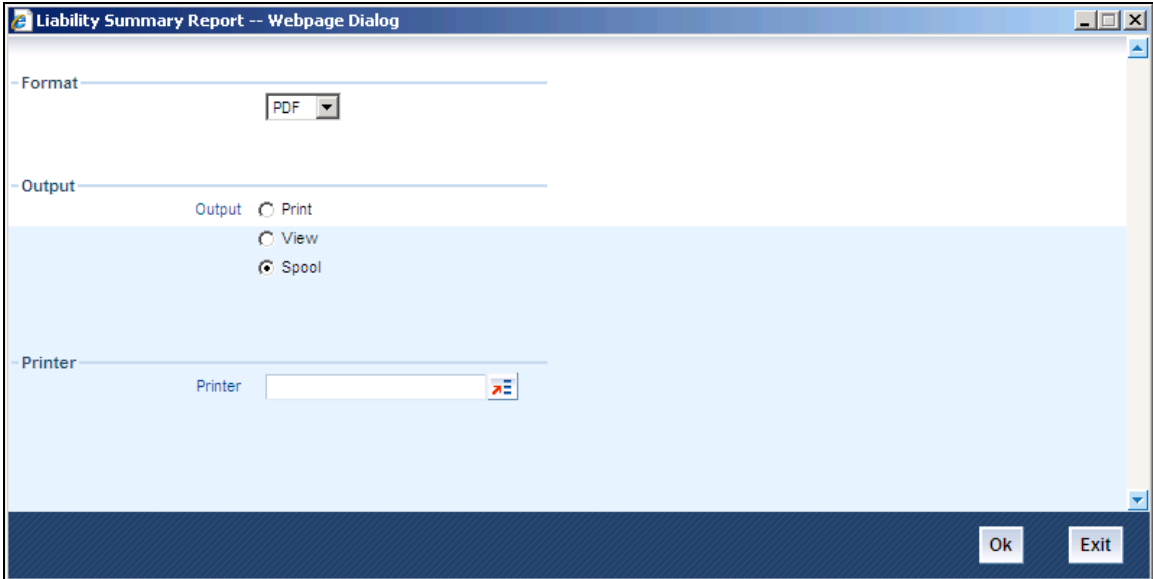 Liability Summary Report -- Webpage Dialog
Format
PDF
Output
Output Print
View
Spool
Printer
Printer
Ok Exit